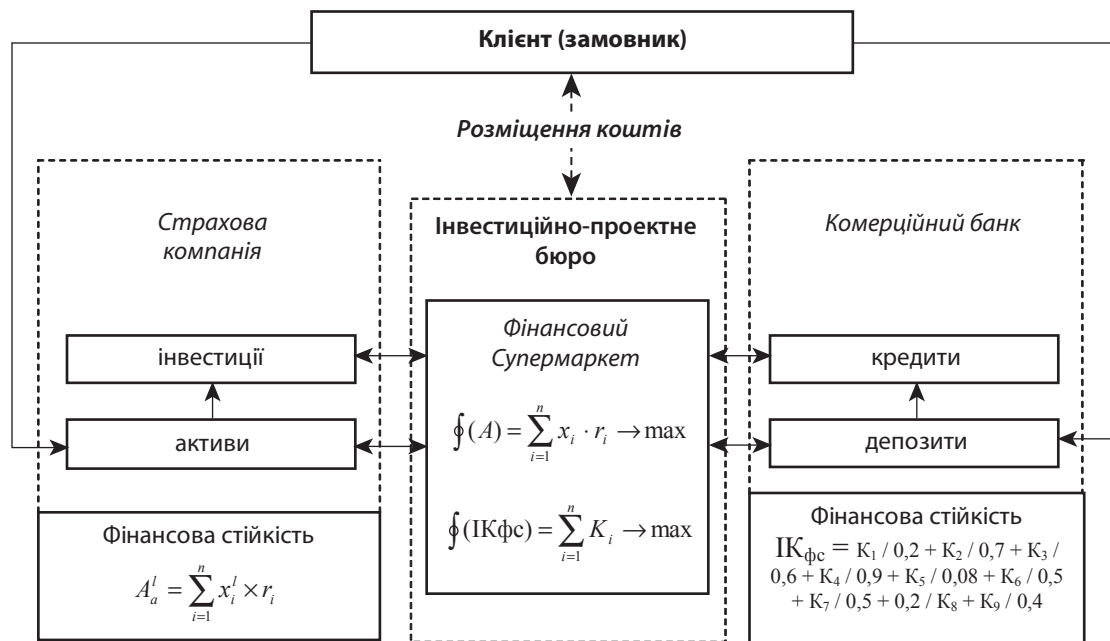 Клієнт (замовник)
Розміщення коштів
Страхова
компанія
інвестиції
активи
Фінансова стійкість
A_a^l = \sum_{i=1}^{n} x_i^l × r_i
Інвестиційно-проектне
бюро
Фінансовий
Супермаркет
∮(A) = \sum_{i=1}^{n} x_i · r_i → max
∮(ІКфс) = \sum_{i=1}^{n} K_i → max
Комерційний банк
кредити
депозити
Фінансова стійкість
ІК_фс = К₁ / 0,2 + К₂ / 0,7 + К₃ /
0,6 + К₄ / 0,9 + К₅ / 0,08 + К₆ / 0,5
+ К₇ / 0,5 + 0,2 / К₈ + К₉ / 0,4